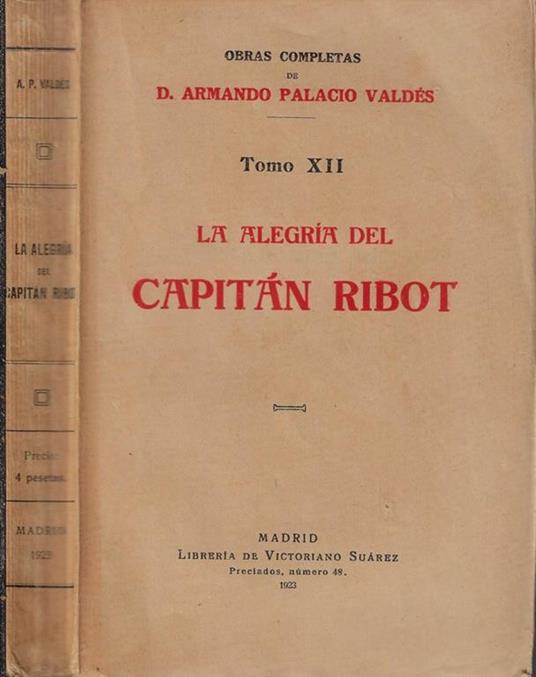 A. P. VALDÉS
LA ALEGRÍA
DEL
CAPITÁN RIBOT
Precio:
4 pesetas.
MADRID
1923
OBRAS COMPLETAS
DE
D. ARMANDO PALACIO VALDÉS
Tomo XII
LA ALEGRÍA DEL
CAPITÁN RIBOT
MADRID
LIBRERÍA DE VICTORIANO SUÁREZ
Preciados, número 48.
1923